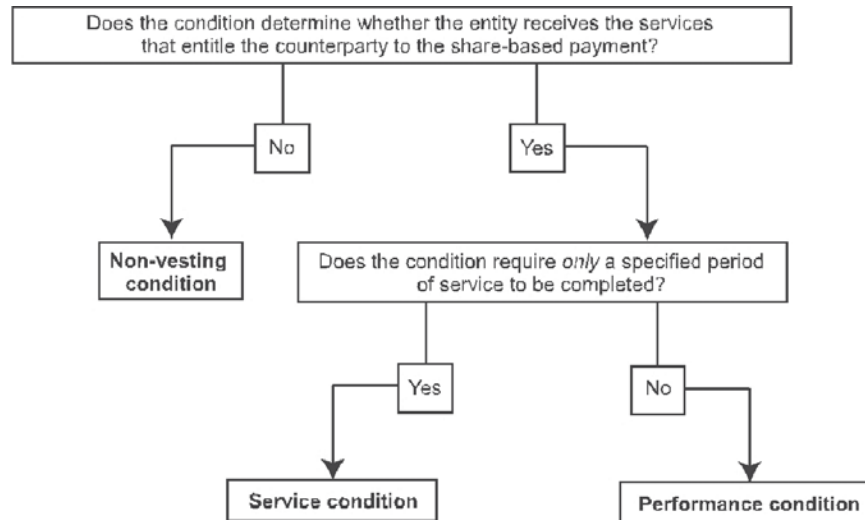 Does the condition determine whether the entity receives the services
that entitle the counterparty to the share-based payment?
No
Yes
Non-vesting
condition
Does the condition require only a specified period
of service to be completed?
Yes
No
Service condition
Performance condition